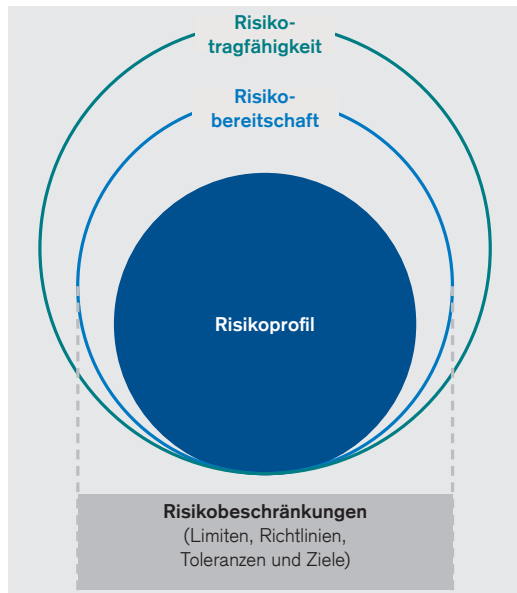 Risiko-
tragfähigkeit
Risiko-
bereitschaft
Risikoprofil
Risikobeschränkungen
(Limiten, Richtlinien,
Toleranzen und Ziele)